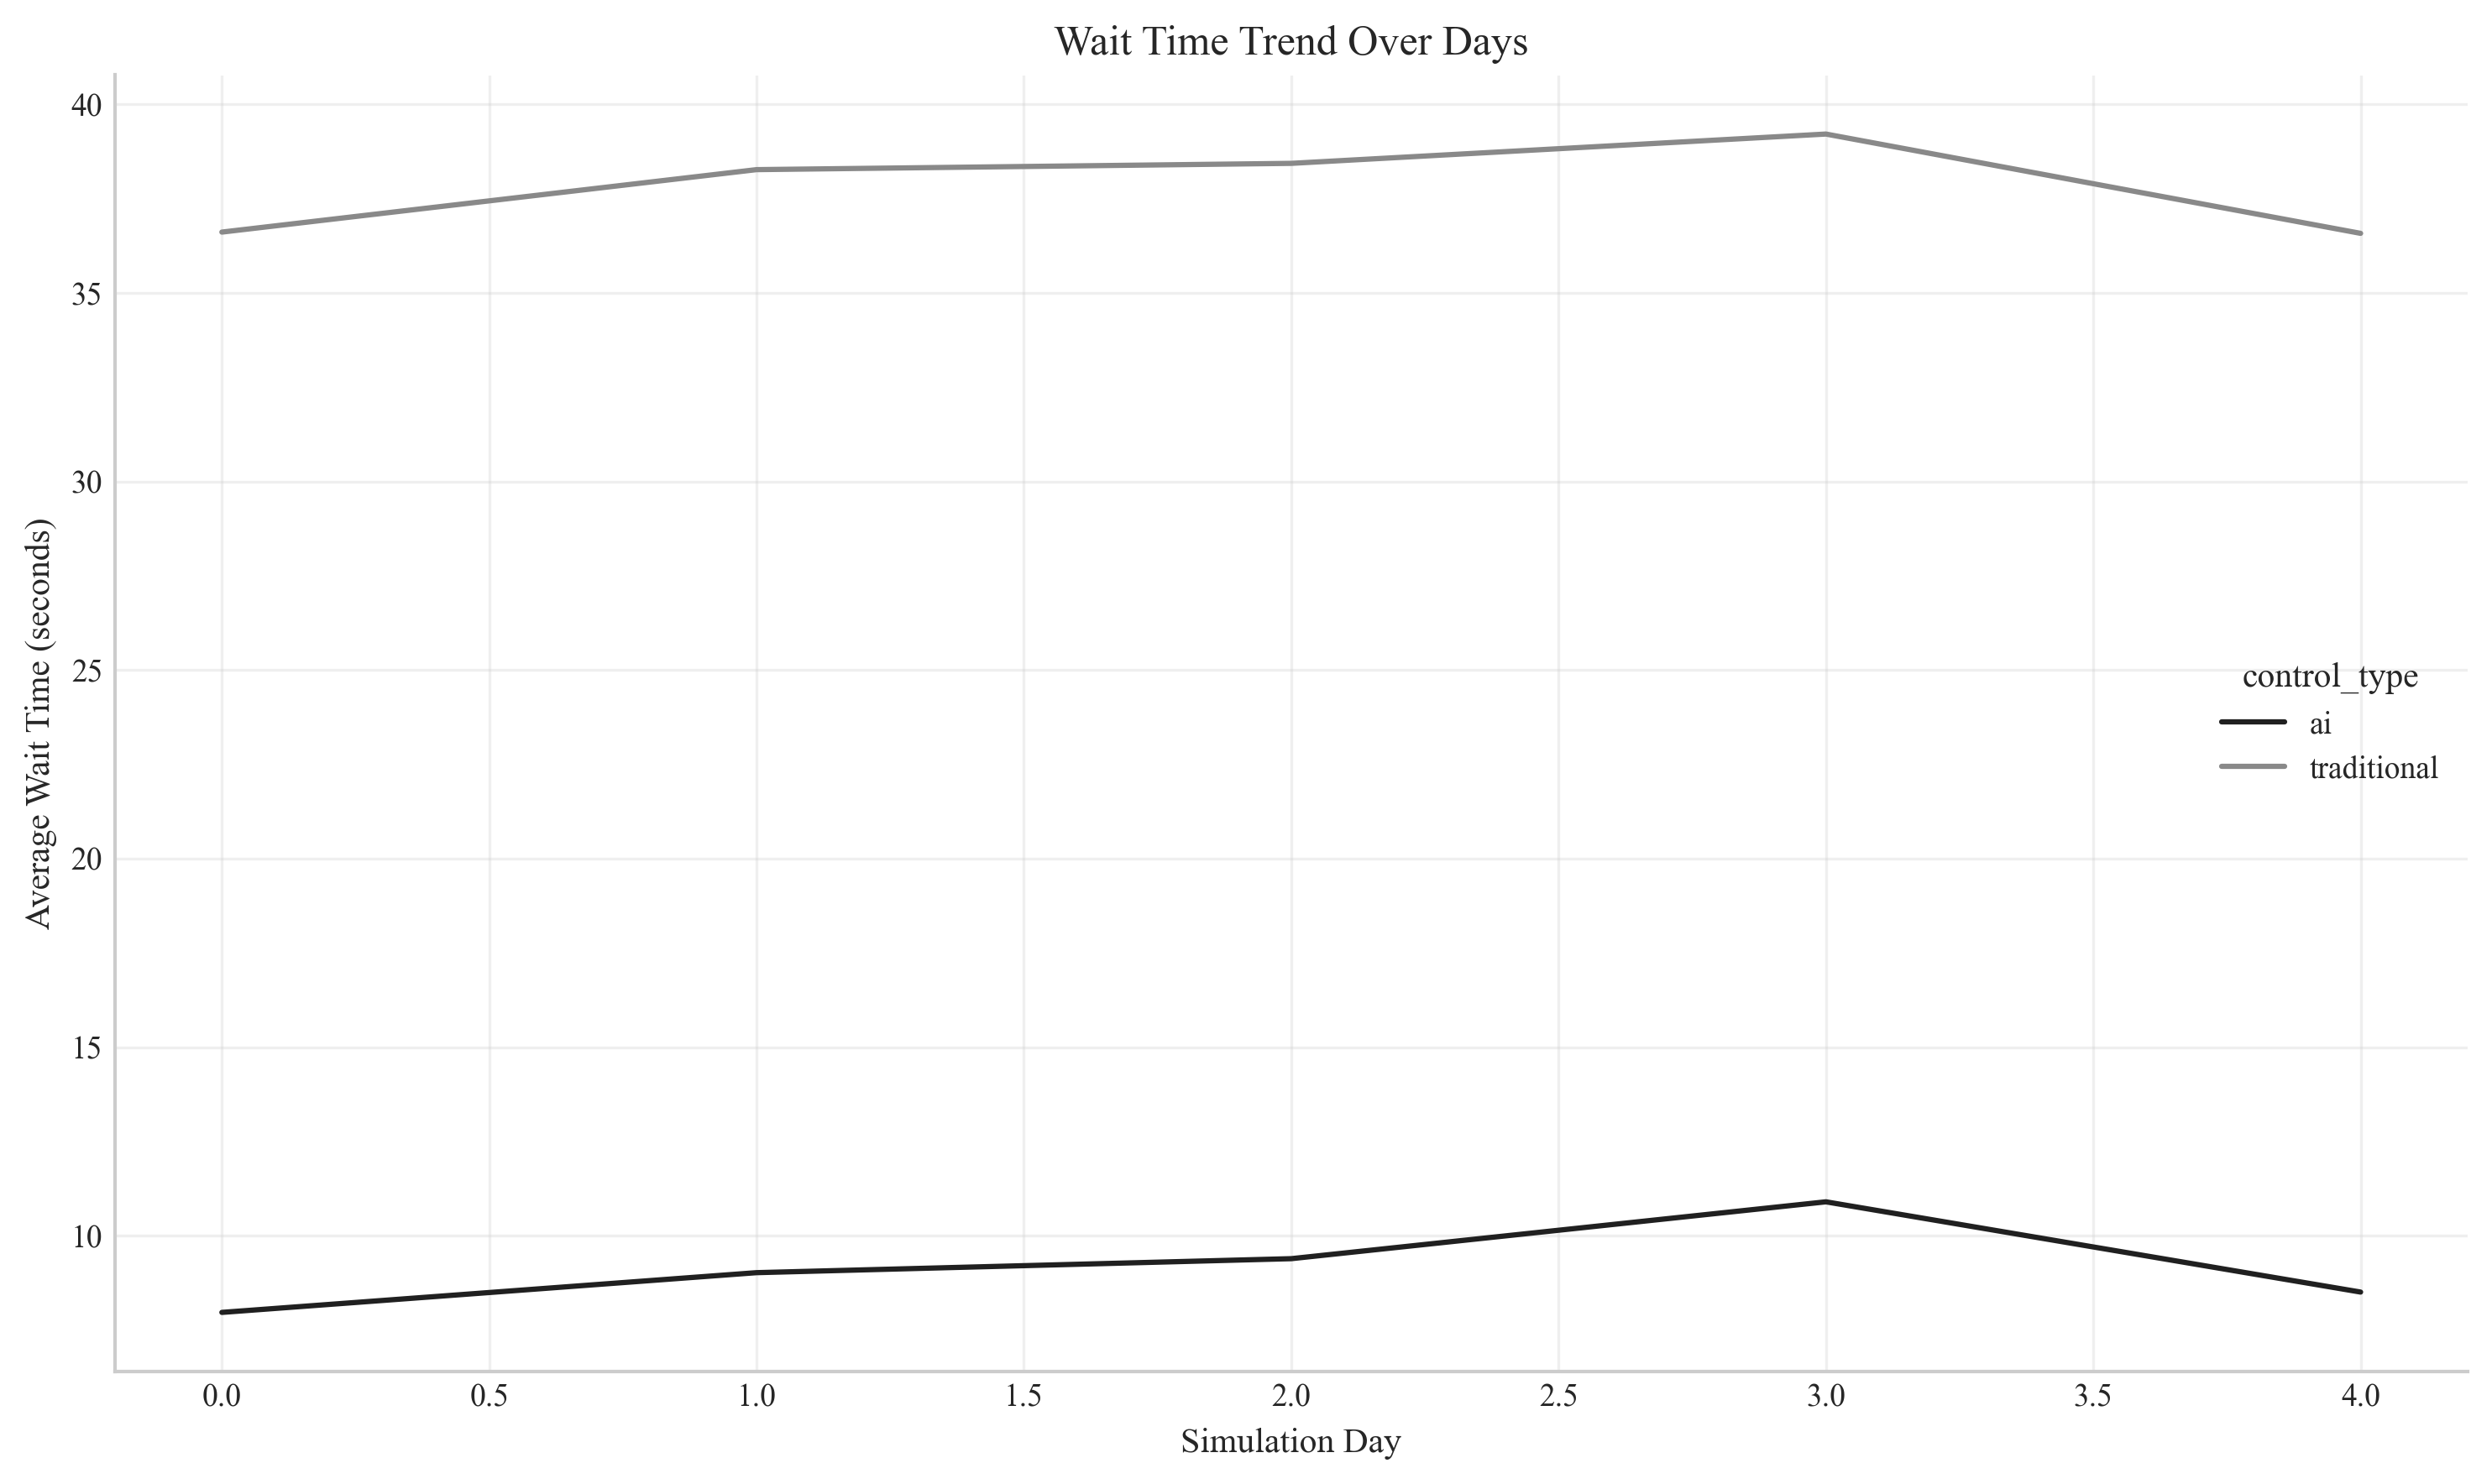 Wait Time Trend Over Days
Average Wait Time (seconds)
40
35
30
25
20
15
10
control_type
ai
traditional
0.0 0.5 1.0 1.5 2.0 2.5 3.0 3.5 4.0
Simulation Day